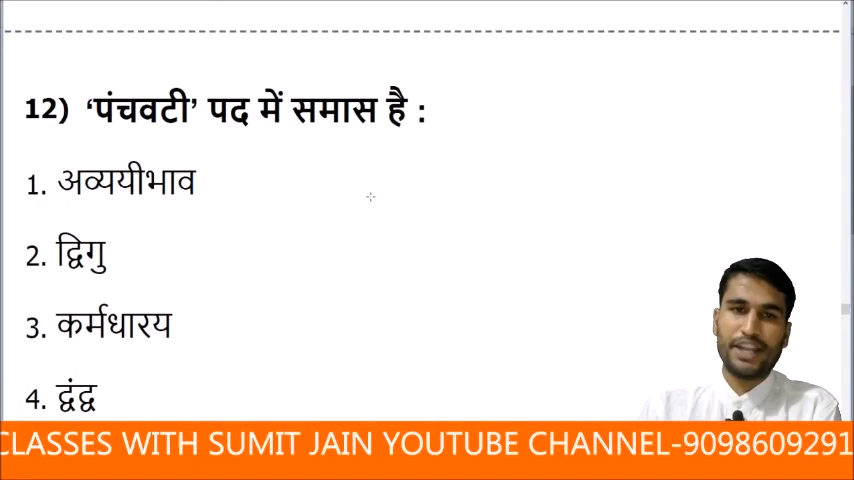 12) ‘पंचवटी’ पद में समास है :
1. अव्ययीभाव
2. द्विगु
3. कर्मधारय
4. द्वंद्व
CLASSES WITH SUMIT JAIN YOUTUBE CHANNEL-9098609291